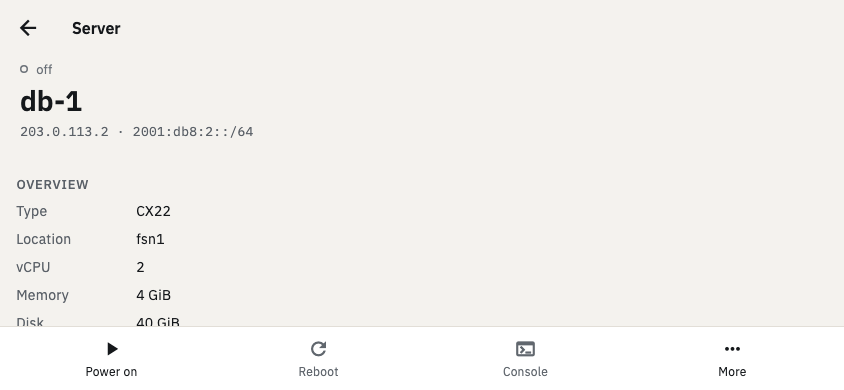 Server
off
db-1
203.0.113.2 · 2001:db8:2::/64
OVERVIEW
Type CX22
Location fsn1
vCPU 2
Memory 4 GiB
Disk 40 GiB
Power on Reboot Console More